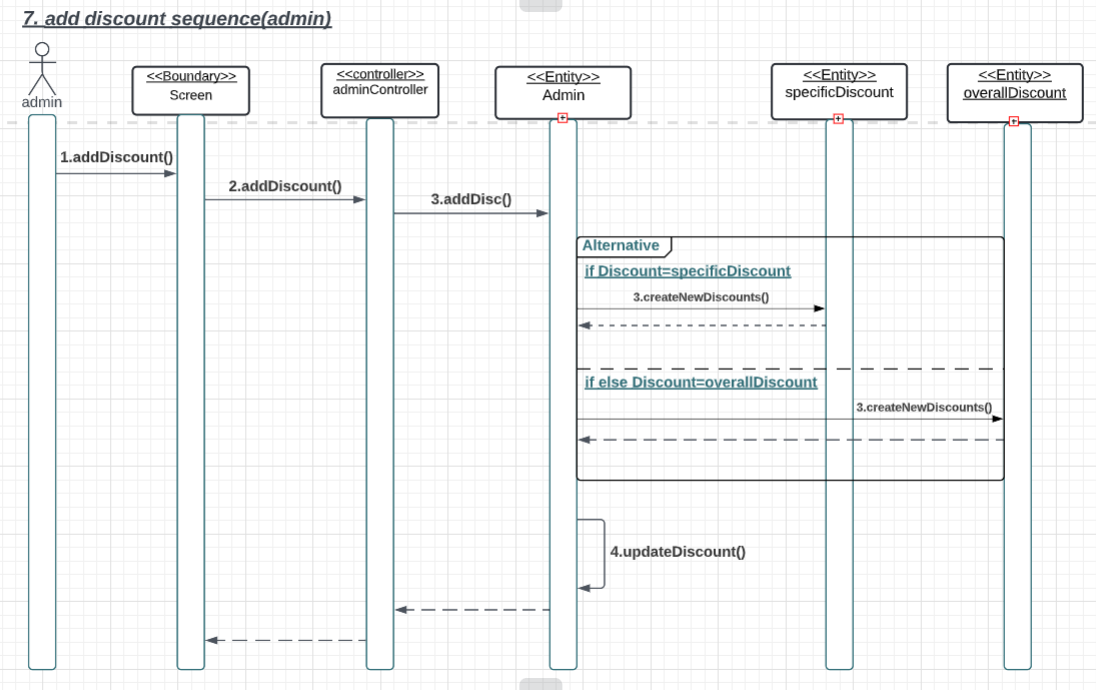 7. add discount sequence(admin)
admin
<<Boundary>>
Screen
<<controller>>
adminController
<<Entity>>
Admin
<<Entity>>
specificDiscount
<<Entity>>
overallDiscount
1.addDiscount()
2.addDiscount()
3.addDisc()
Alternative
if Discount=specificDiscount
3.createNewDiscounts()
if else Discount=overallDiscount
3.createNewDiscounts()
4.updateDiscount()